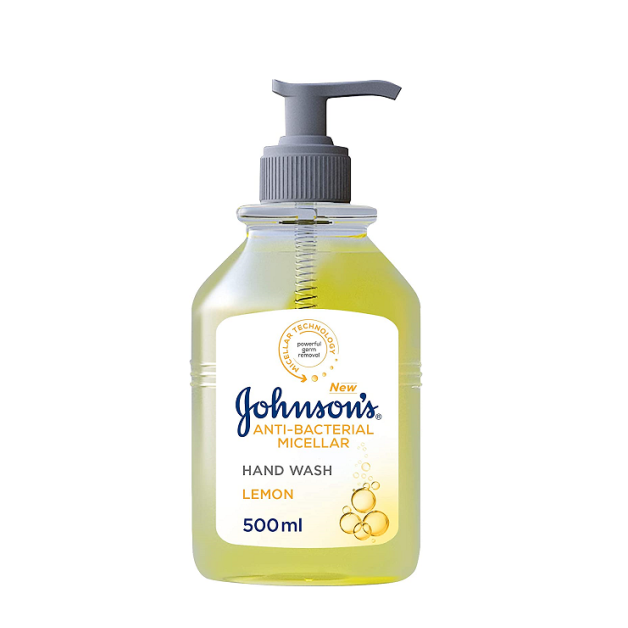 MICELLAR TECHNOLOGY
powerful
germ
removal
New
Johnson's®
ANTI-BACTERIAL
MICELLAR
HAND WASH
LEMON
500ml